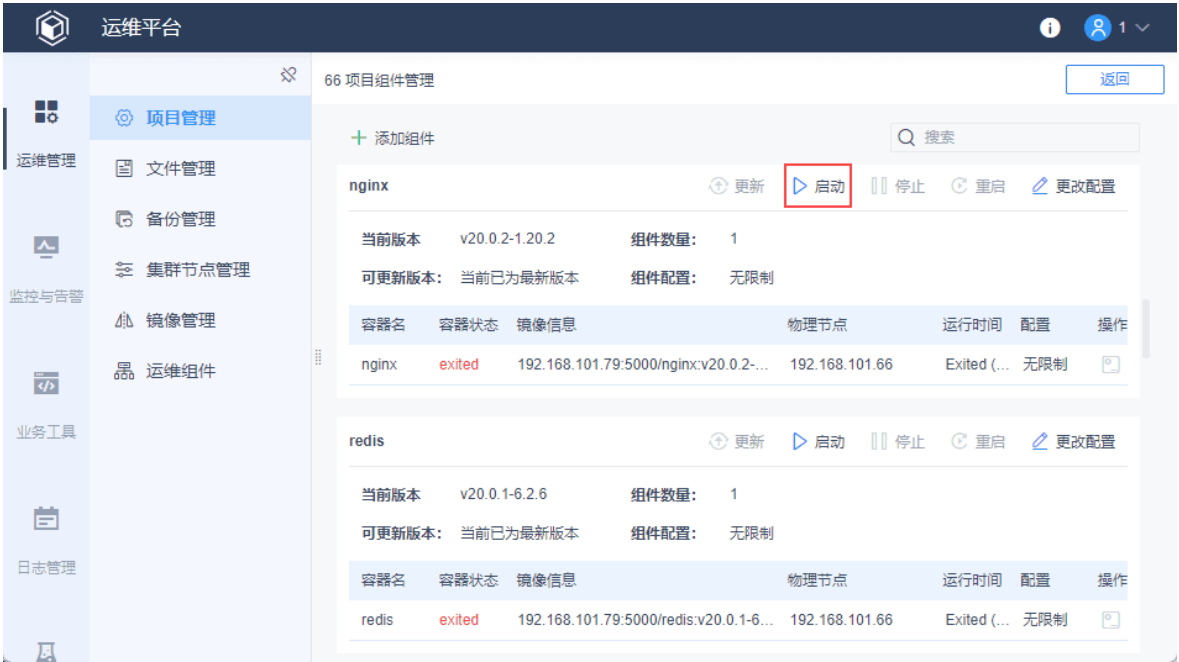 运维平台
1
66 项目组件管理
返回
运维管理
监控与告警
业务工具
日志管理
项目管理
文件管理
备份管理
集群节点管理
镜像管理
运维组件
添加组件
搜索
nginx 更新 启动 停止 重启 更改配置
当前版本 v20.0.2-1.20.2 组件数量： 1
可更新版本： 当前已为最新版本 组件配置： 无限制
容器名 容器状态 镜像信息 物理节点 运行时间 配置 操作
nginx exited 192.168.101.79:5000/nginx:v20.0.2-... 192.168.101.66 Exited (... 无限制
redis 更新 启动 停止 重启 更改配置
当前版本 v20.0.1-6.2.6 组件数量： 1
可更新版本： 当前已为最新版本 组件配置： 无限制
容器名 容器状态 镜像信息 物理节点 运行时间 配置 操作
redis exited 192.168.101.79:5000/redis:v20.0.1-6... 192.168.101.66 Exited (... 无限制